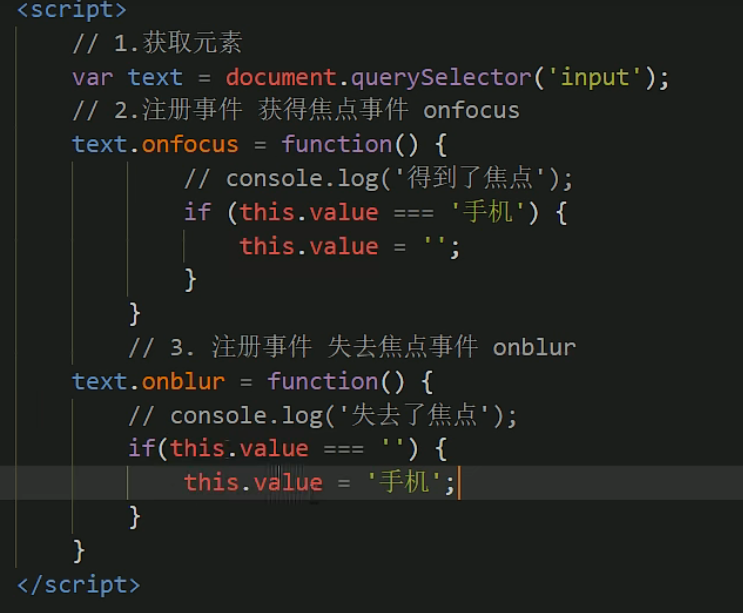 <script>
// 1.获取元素
var text = document.querySelector('input');
// 2.注册事件 获得焦点事件 onfocus
text.onfocus = function() {
// console.log('得到了焦点');
if (this.value === '手机') {
this.value = '';
}
}
// 3. 注册事件 失去焦点事件 onblur
text.onblur = function() {
// console.log('失去了焦点');
if(this.value === '') {
this.value = '手机';
}
}
</script>